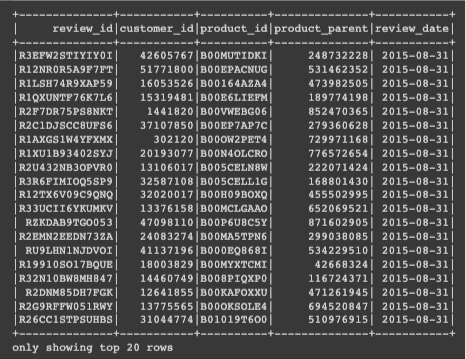 +--------------+-----------+----------+--------------+-----------+
|     review_id|customer_id|product_id|product_parent|review_date|
+--------------+-----------+----------+--------------+-----------+
|R3EFW2STIYIY0I|   42605767|B00MUTIDKI|     248732228| 2015-08-31|
|R12NR0R5A9F7FT|   51771800|B00EPACNUG|     531462352| 2015-08-31|
|R1LSH74R9XAP59|   16053526|B00164AZA4|     473982505| 2015-08-31|
|R1QXUNTF76K7L6|   15319481|B00E6LIEFM|     189774198| 2015-08-31|
|R2F7DR75PS8NKT|    1441820|B00VWEBG06|     852470365| 2015-08-31|
|R2C1DJSCC8UFS6|   37107850|B00EP7AP7C|     279360628| 2015-08-31|
|R1AXGS1W4YFXMX|     302120|B00OW2PET4|     729971168| 2015-08-31|
|R1XU1B93402SYJ|   20193077|B00N4OLCRO|     776572654| 2015-08-31|
|R2U432NB3OPVR0|   13106017|B005CELN8W|     222071424| 2015-08-31|
|R3R6FIMIOQ5SP9|   32587108|B005CELL1G|     168801430| 2015-08-31|
|R12TX6V09C9QNQ|   32020017|B00H09BOXQ|     455502995| 2015-08-31|
|R33UCII6YKUMKV|   13376158|B00MCLGAAO|     652069521| 2015-08-31|
| RZKDAB9TGO053|   47098110|B00P6U8C5Y|     871602905| 2015-08-31|
|R2EMN2EEDN73ZA|   24083274|B00MA5TPN6|     299038085| 2015-08-31|
| RU9LHN1NJDVOI|   41137196|B000EQ868I|     534229510| 2015-08-31|
|R19910SO17BQUE|   18003829|B00MYXTCMI|      42668324| 2015-08-31|
|R32N10BW8MH847|   14460749|B008PIQXP0|     116724371| 2015-08-31|
| R2DNM85DH7FGK|   12641855|B00KAFOXXU|     471261945| 2015-08-31|
|R2G9RFFW051RWY|   13775565|B000KSOLE4|     694520847| 2015-08-31|
|R26CC1STPSUHBS|   31044774|B01019T6O0|     510976915| 2015-08-31|
+--------------+-----------+----------+--------------+-----------+
only showing top 20 rows